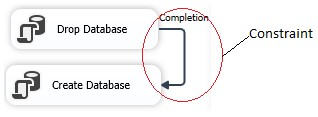 Drop Database
Completion
Constraint
Create Database